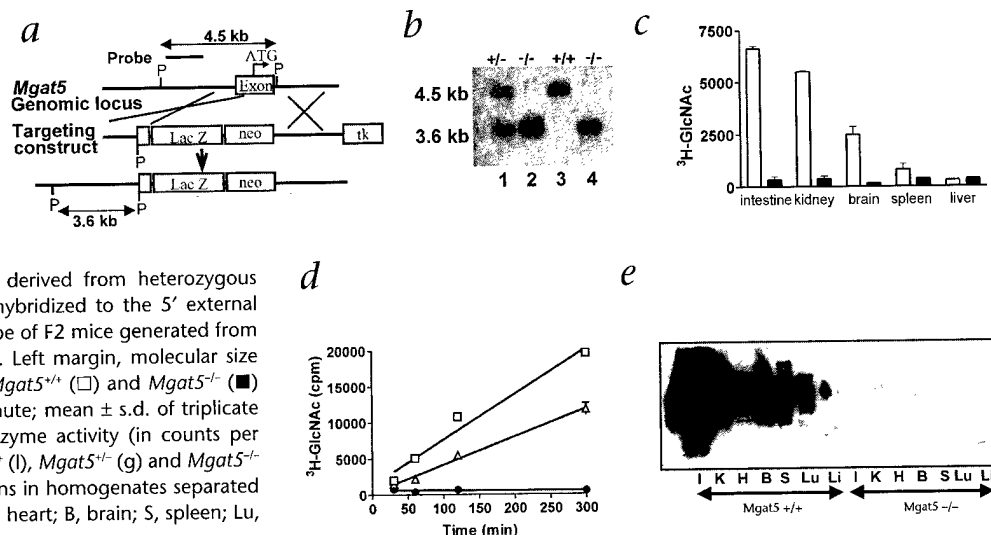 a
4.5 kb
Probe
ATG
P
P
Mgat5
Exon
Genomic locus
Targeting
construct
Lac Z
neo
tk
P
Lac Z
neo
P
P
3.6 kb
b
+/- -/- +/+ -/-
4.5 kb
3.6 kb
1 2 3 4
c
7500
5000
2500
0
³H-GlcNAc
intestine kidney brain spleen liver
derived from heterozygous
hybridized to the 5′ external
pe of F2 mice generated from
. Left margin, molecular size
Mgat5+/+ (□) and Mgat5-/- (■)
nute; mean ± s.d. of triplicate
zyme activity (in counts per
+ (l), Mgat5+/- (g) and Mgat5-/-
ns in homogenates separated
heart; B, brain; S, spleen; Lu,
d
20000
15000
10000
5000
0
³H-GlcNAc (cpm)
0 50 100 150 200 250 300
Time (min)
e
I K H B S Lu Li I K H B S Lu Li
Mgat5 +/+ Mgat5 -/-